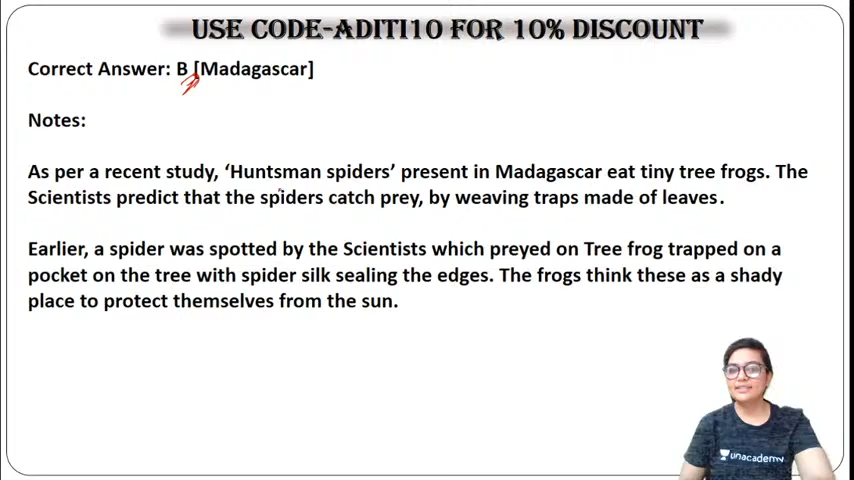 USE CODE-ADITI10 FOR 10% DISCOUNT
Correct Answer: B [Madagascar]
Notes:
As per a recent study, ‘Huntsman spiders’ present in Madagascar eat tiny tree frogs. The
Scientists predict that the spiders catch prey, by weaving traps made of leaves.
Earlier, a spider was spotted by the Scientists which preyed on Tree frog trapped on a
pocket on the tree with spider silk sealing the edges. The frogs think these as a shady
place to protect themselves from the sun.
unacademy